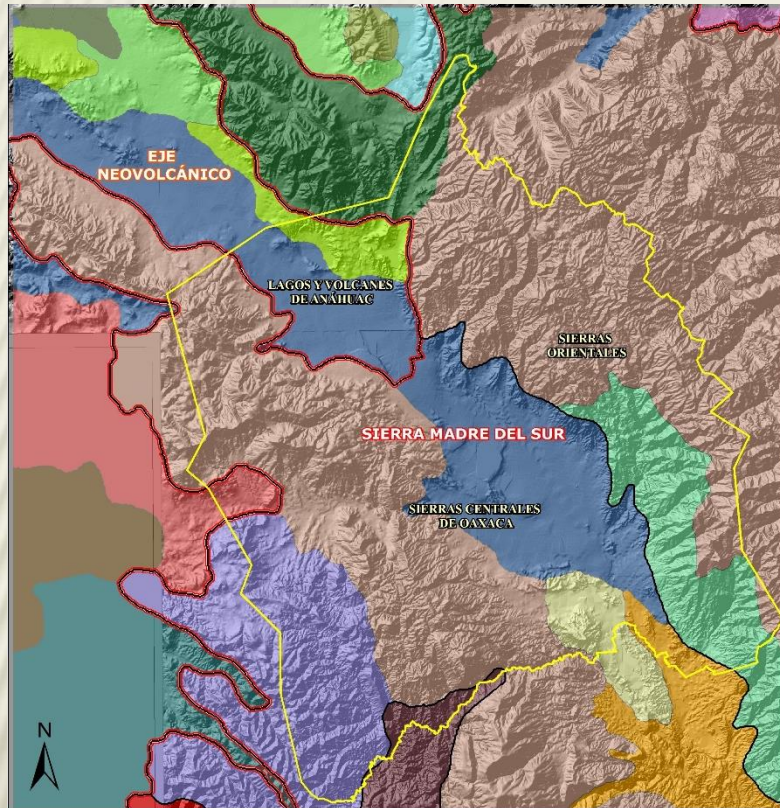 EJE
NEOVOLCÁNICO
LAGOS Y VOLCANES
DE ANÁHUAC
SIERRAS
ORIENTALES
SIERRA MADRE DEL SUR
SIERRAS CENTRALES
DE OAXACA
N